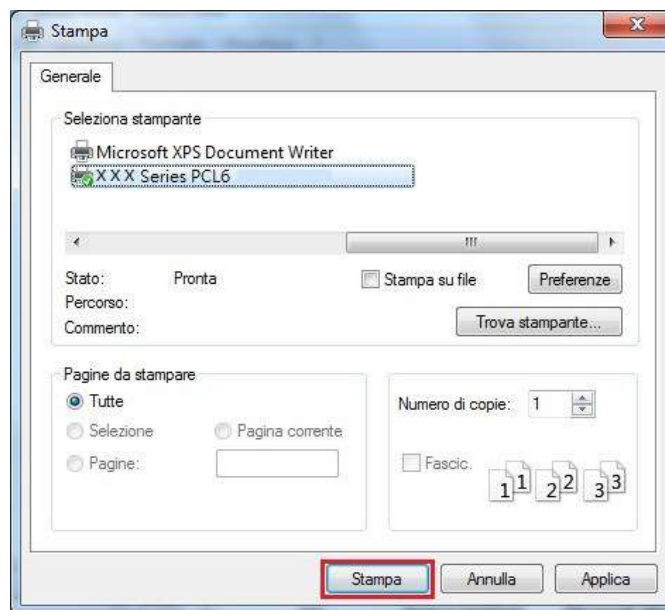 Stampa
Generale
Seleziona stampante
Microsoft XPS Document Writer
X X X Series PCL6
Stato: Pronta
Stampa su file
Preferenze
Percorso:
Commento:
Trova stampante...
Pagine da stampare
Tutte
Selezione
Pagina corrente
Pagine:
Numero di copie: 1
Fascic.
1 1 2 2 3 3
Stampa
Annulla
Applica